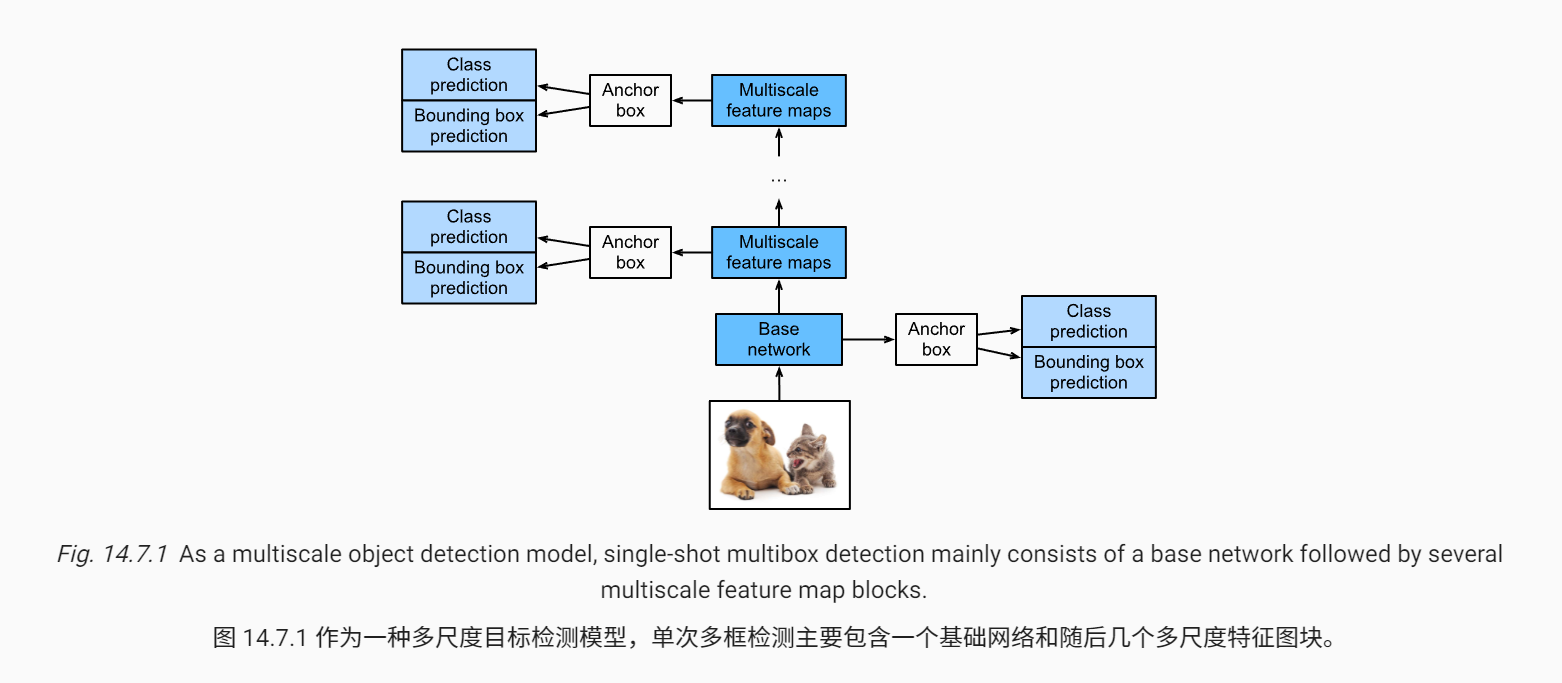 Class
prediction
Bounding box
prediction
Anchor
box
Multiscale
feature maps
...
Class
prediction
Bounding box
prediction
Anchor
box
Multiscale
feature maps
Base
network
Anchor
box
Class
prediction
Bounding box
prediction
Fig. 14.7.1 As a multiscale object detection model, single-shot multibox detection mainly consists of a base network followed by several
multiscale feature map blocks.
图 14.7.1 作为一种多尺度目标检测模型，单次多框检测主要包含一个基础网络和随后几个多尺度特征图块。